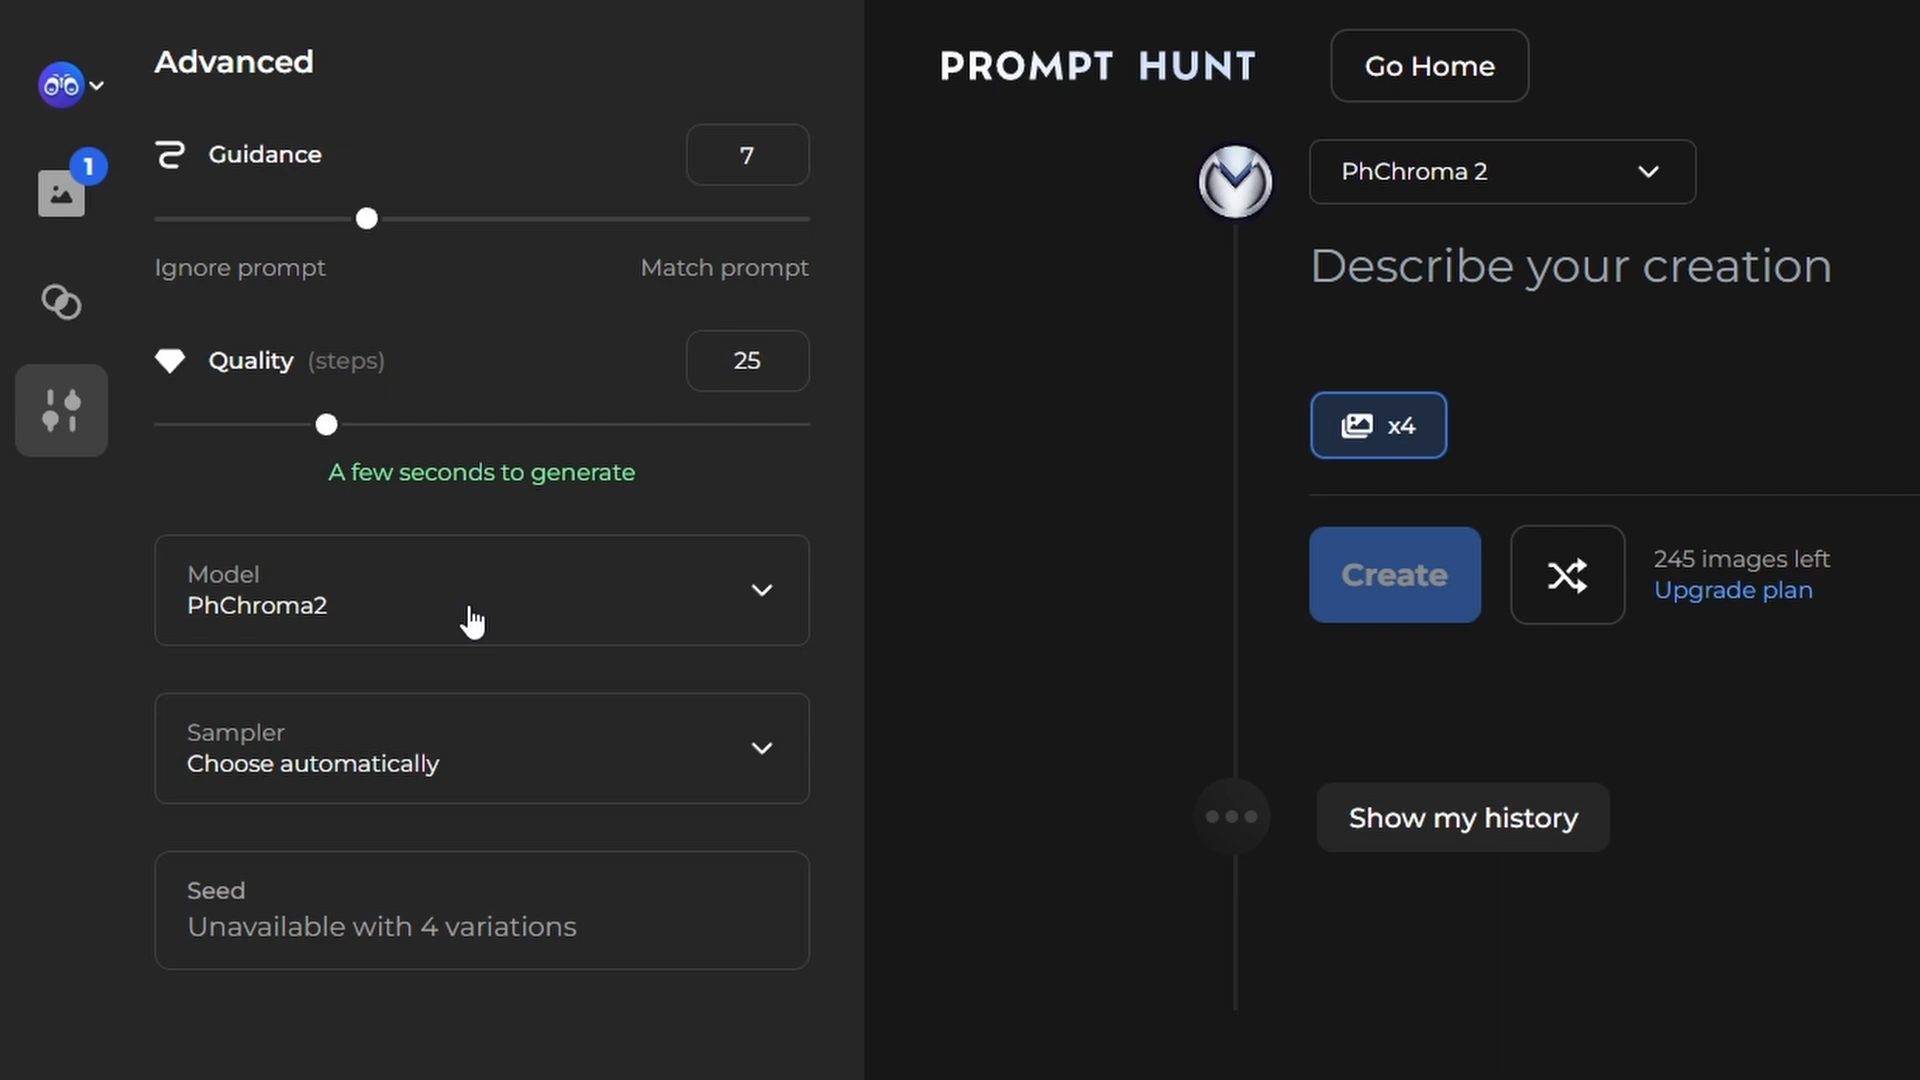 Advanced
1
Guidance
7
Ignore prompt
Match prompt
Quality (steps)
25
A few seconds to generate
Model
PhChroma2
Sampler
Choose automatically
Seed
Unavailable with 4 variations
PROMPT HUNT
Go Home
PhChroma 2
Describe your creation
x4
Create
245 images left
Upgrade plan
Show my history